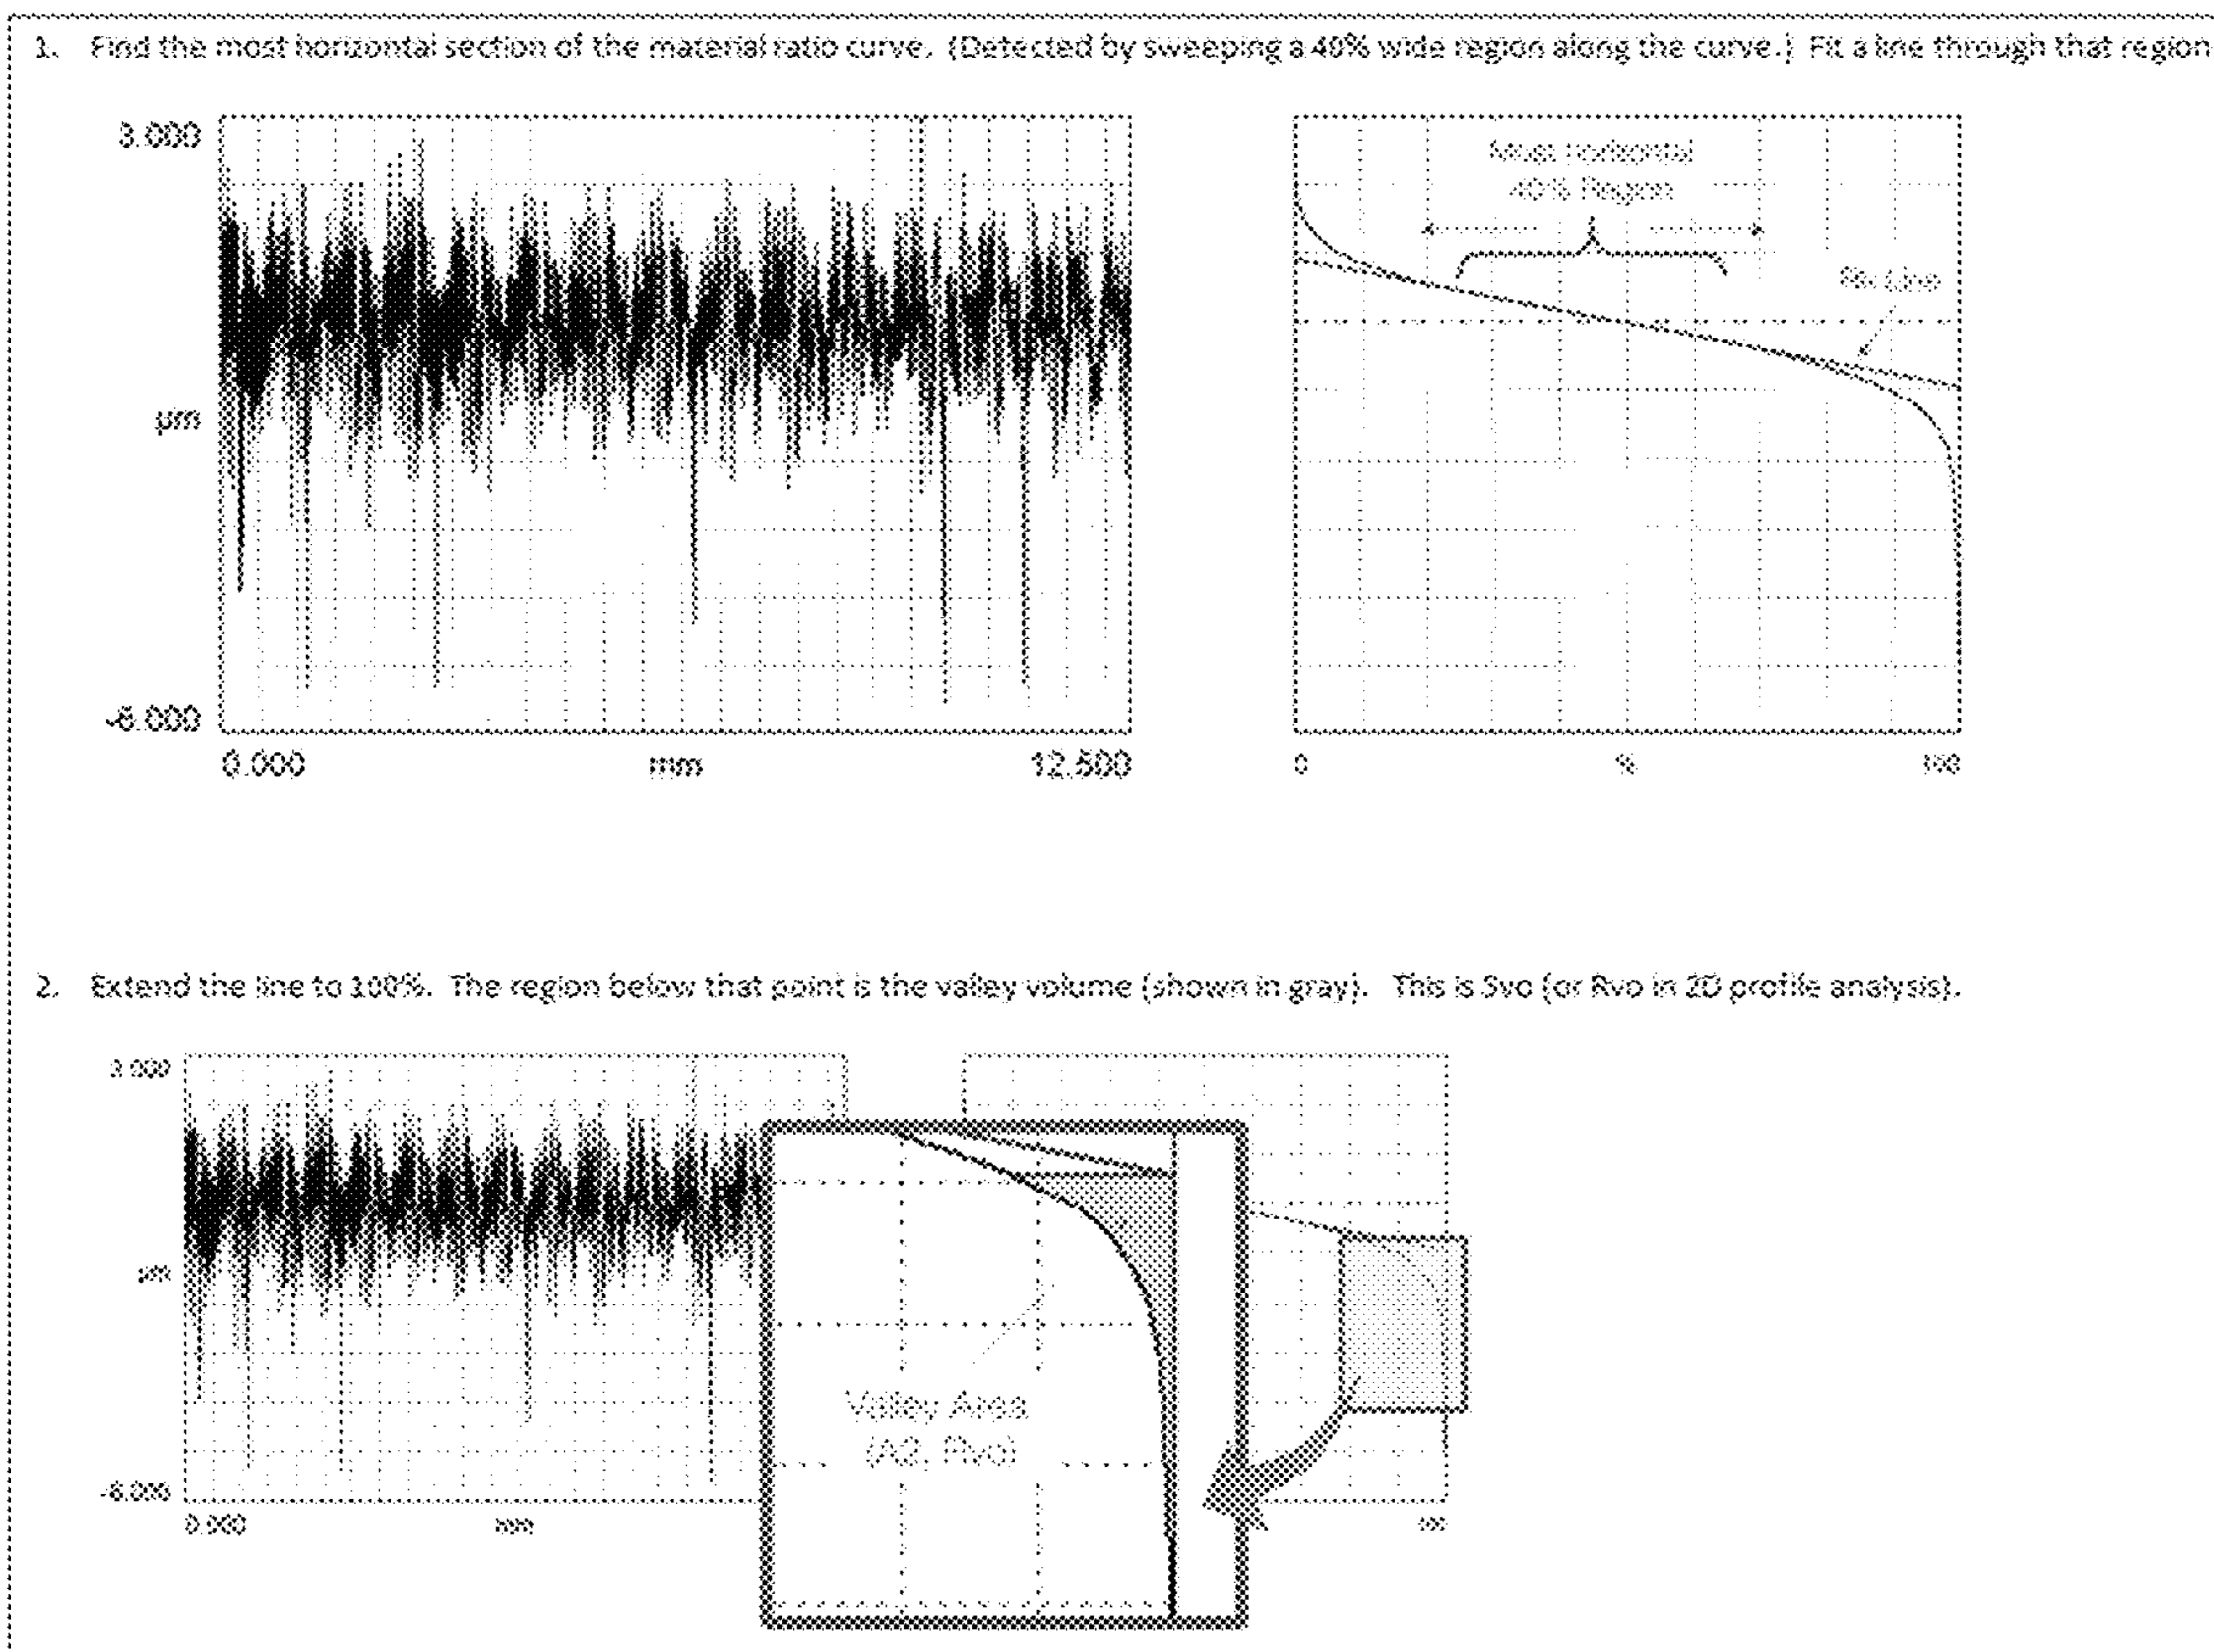 1. Find the most horizontal section of the material ratio curve. (Detected by sweeping a 40% wide region along the curve.) Fit a line through that region
3.000
Most Horizontal
40% Region
Line
µm
-6.000
0.000 mm 12.500
0 % 100
2. Extend the line to 100%. The region below that point is the valley volume (shown in gray). This is Svo (or Rvo in 2D profile analysis).
3.000
µm
Valley Area
(A2, Rvo)
-6.000
0.000 mm 100